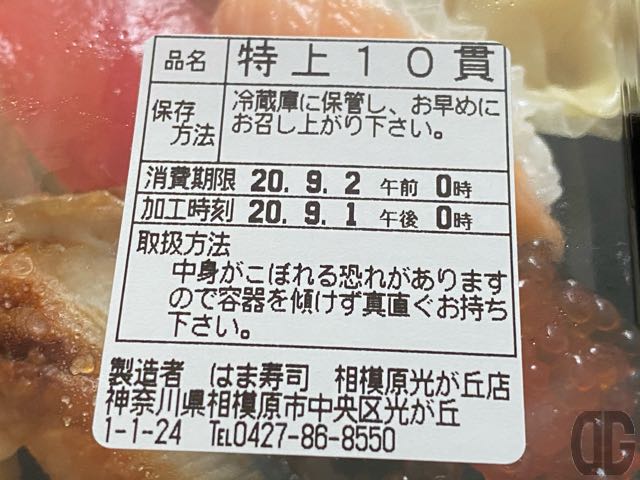 品名 特上10貫
保存方法 冷蔵庫に保管し、お早めに
お召し上がり下さい。
消費期限 20. 9. 2 午前 0時
加工時刻 20. 9. 1 午後 0時
取扱方法
中身がこぼれる恐れがあります
ので容器を傾けず真直ぐお持ち
下さい。
製造者 はま寿司 相模原光が丘店
神奈川県相模原市中央区光が丘
1-1-24 TEL0427-86-8550